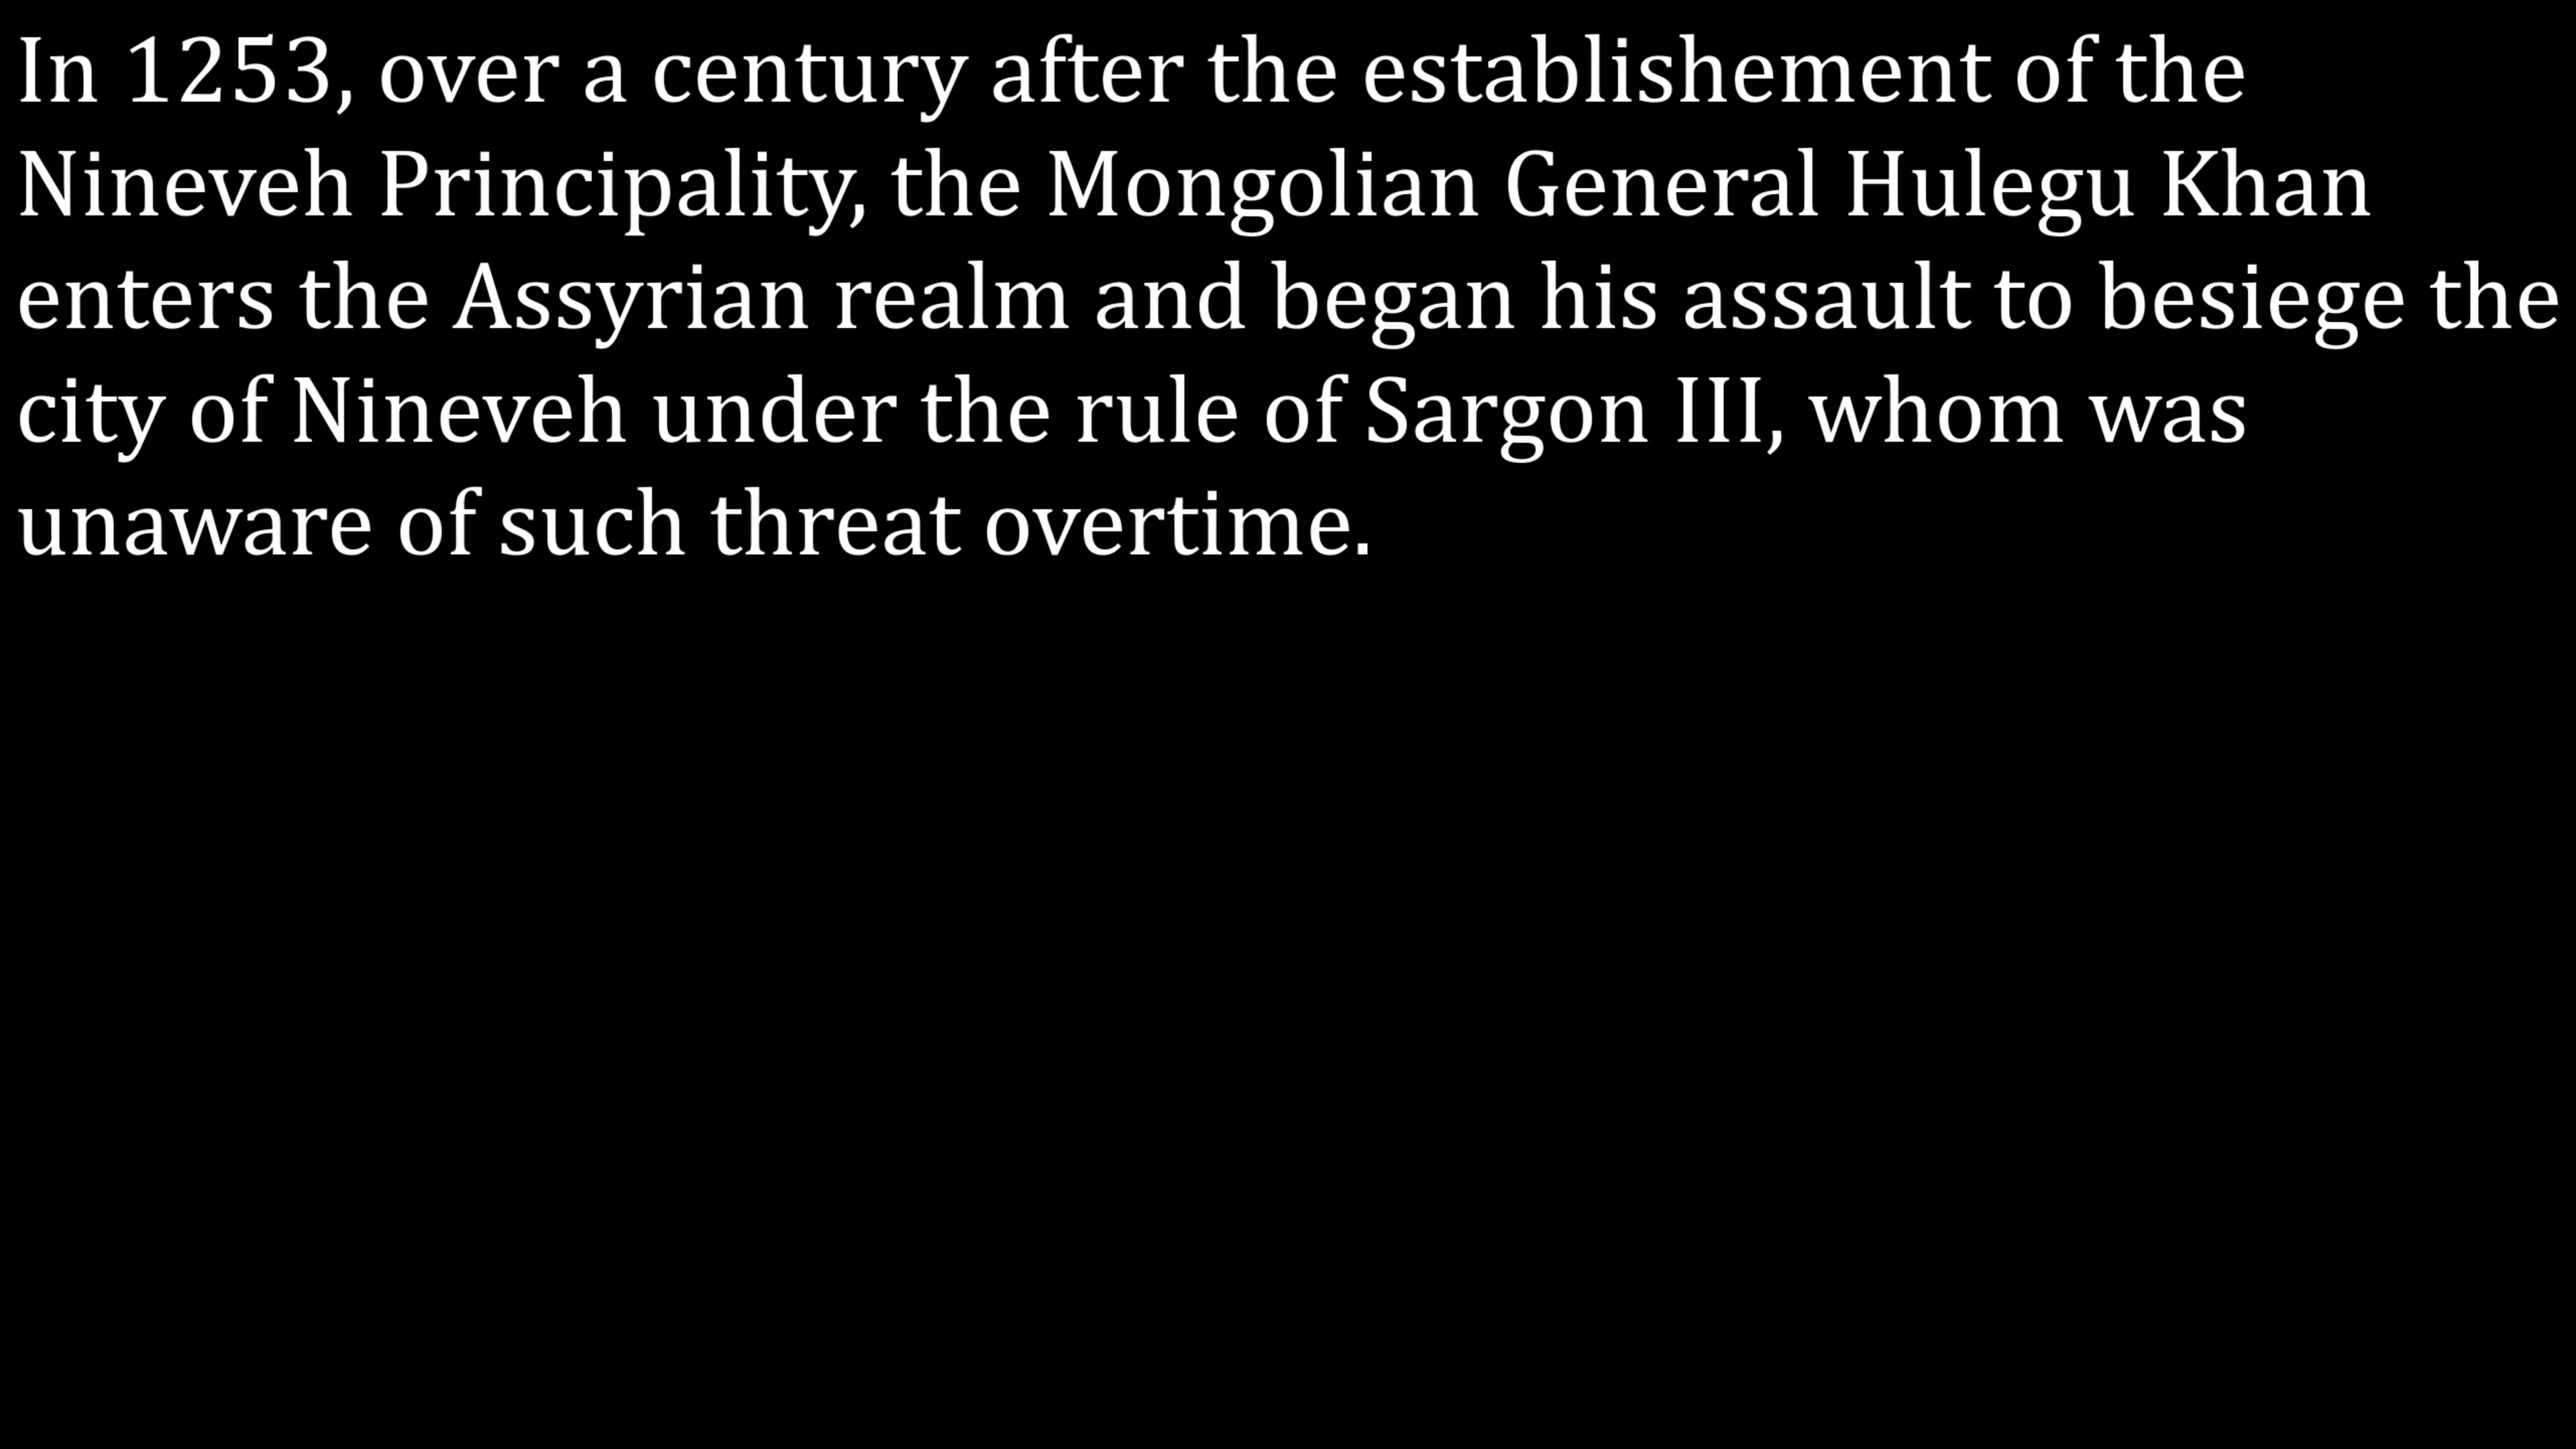 In 1253, over a century after the establishement of the
Nineveh Principality, the Mongolian General Hulegu Khan
enters the Assyrian realm and began his assault to besiege the
city of Nineveh under the rule of Sargon III, whom was
unaware of such threat overtime.